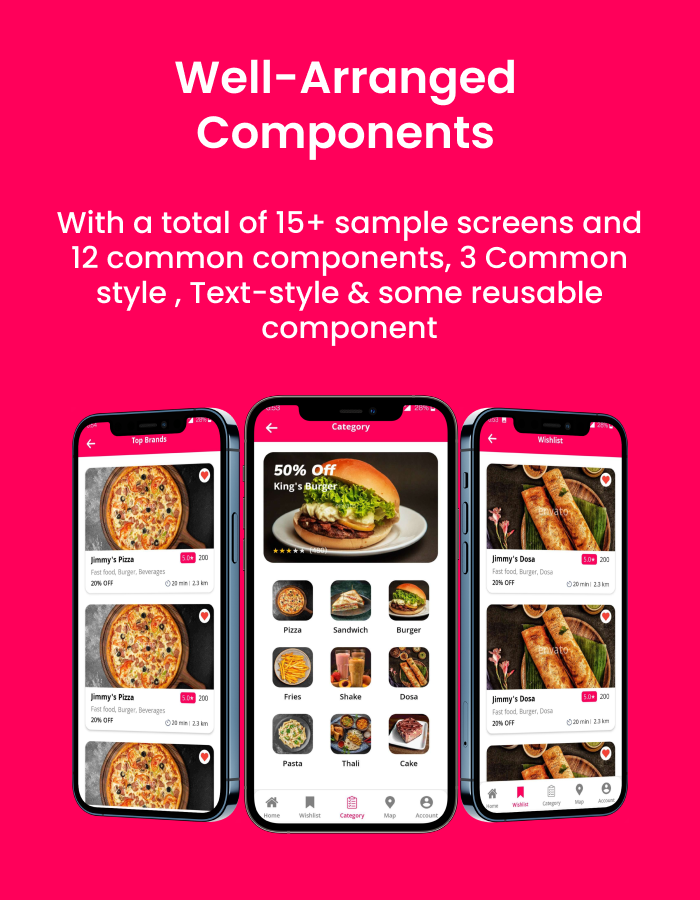 Well-Arranged
Components
With a total of 15+ sample screens and
12 common components, 3 Common
style , Text-style & some reusable
component
28%
Top Brands
Jimmy's Pizza
5.0★ 200
Fast food, Burger, Beverages
20% OFF
20 min | 2.3 km
Jimmy's Pizza
5.0★ 200
Fast food, Burger, Beverages
20% OFF
20 min | 2.3 km
28%
Category
50% Off
King's Burger
Pizza Sandwich Burger
Fries Shake Dosa
Pasta Thali Cake
Home Wishlist Category Map Account
28%
Wishlist
envato
Jimmy's Dosa
5.0★ 200
Fast food, Burger, Dosa
20% OFF
20 min | 2.3 km
envato
Jimmy's Dosa
5.0★ 200
Fast food, Burger, Dosa
20% OFF
20 min | 2.3 km
Home Wishlist Category Map Account